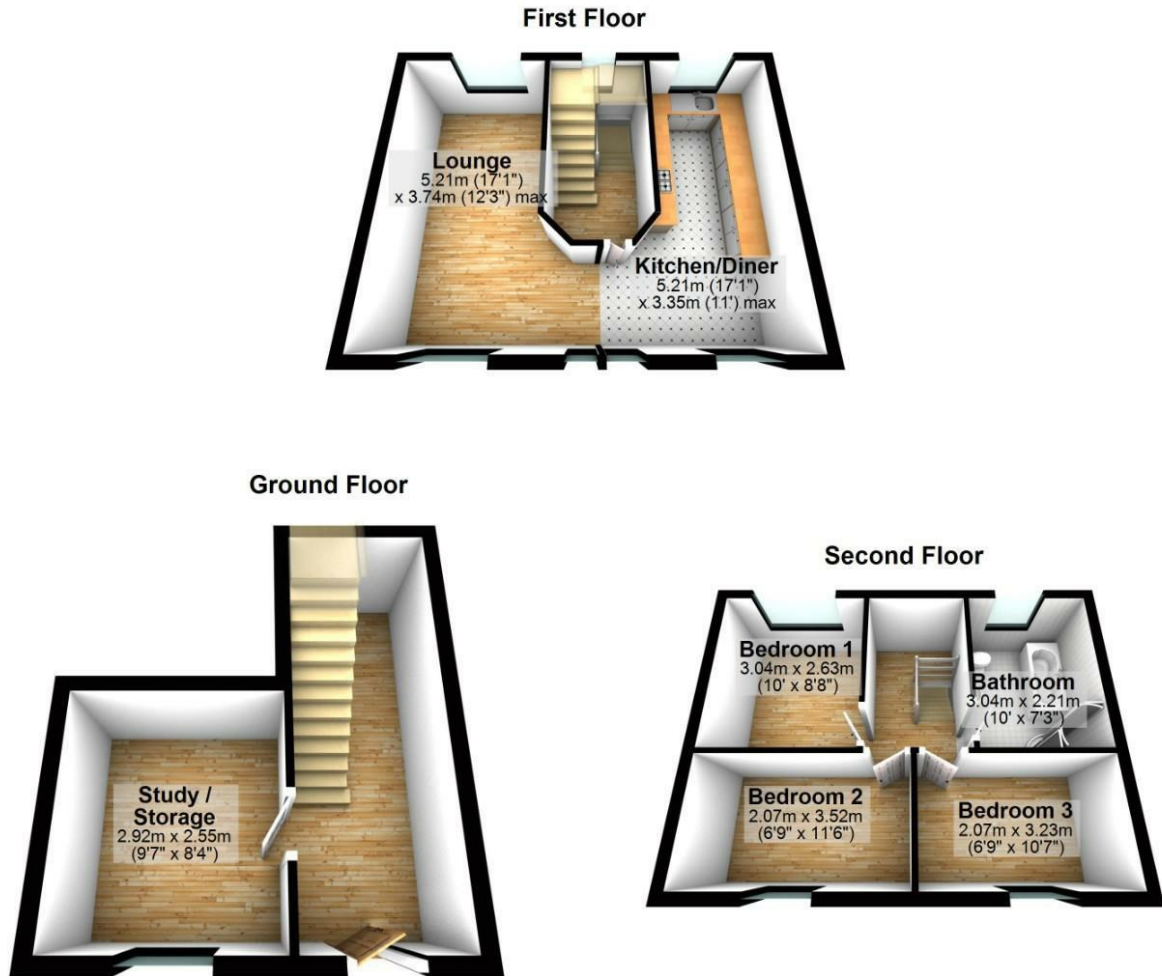 First Floor
Lounge
5.21m (17'1")
x 3.74m (12'3") max
Kitchen/Diner
5.21m (17'1")
x 3.35m (11') max
Ground Floor
Study /
Storage
2.92m x 2.55m
(9'7" x 8'4")
Second Floor
Bedroom 1
3.04m x 2.63m
(10' x 8'8")
Bathroom
3.04m x 2.21m
(10' x 7'3")
Bedroom 2
2.07m x 3.52m
(6'9" x 11'6")
Bedroom 3
2.07m x 3.23m
(6'9" x 10'7")